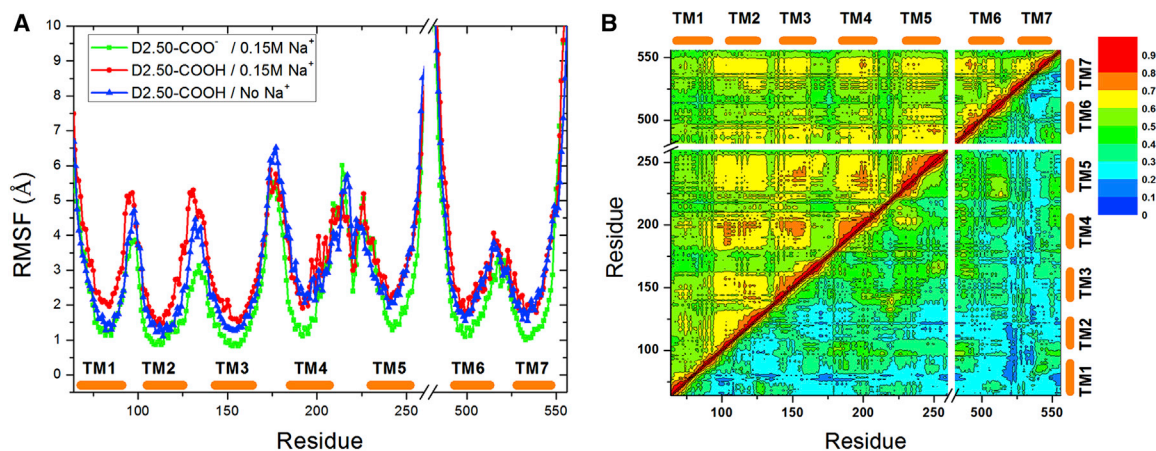 A
10
9
8
7
6
5
4
3
2
1
0
RMSF (Å)
D2.50-COO⁻ / 0.15M Na⁺
D2.50-COOH / 0.15M Na⁺
D2.50-COOH / No Na⁺
TM1 TM2 TM3 TM4 TM5 TM6 TM7
100 150 200 250 500 550
Residue
B
TM1 TM2 TM3 TM4 TM5 TM6 TM7
550
500
250
200
150
100
Residue
100 150 200 250 500 550
Residue
TM7
TM6
TM5
TM4
TM3
TM2
TM1
0.9
0.8
0.7
0.6
0.5
0.4
0.3
0.2
0.1
0